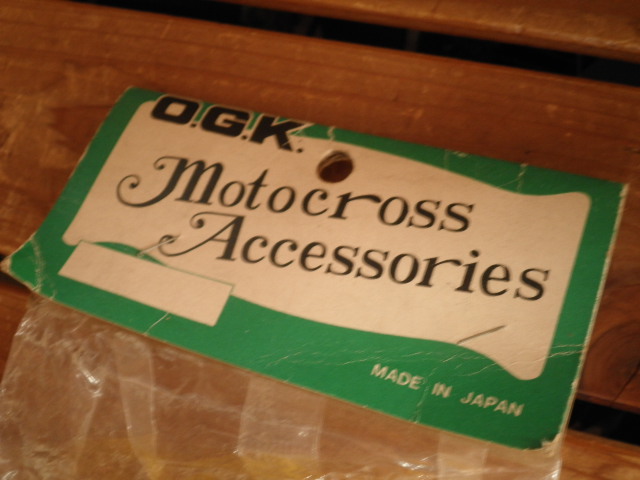 O.G.K.
Motocross
Accessories
MADE IN JAPAN